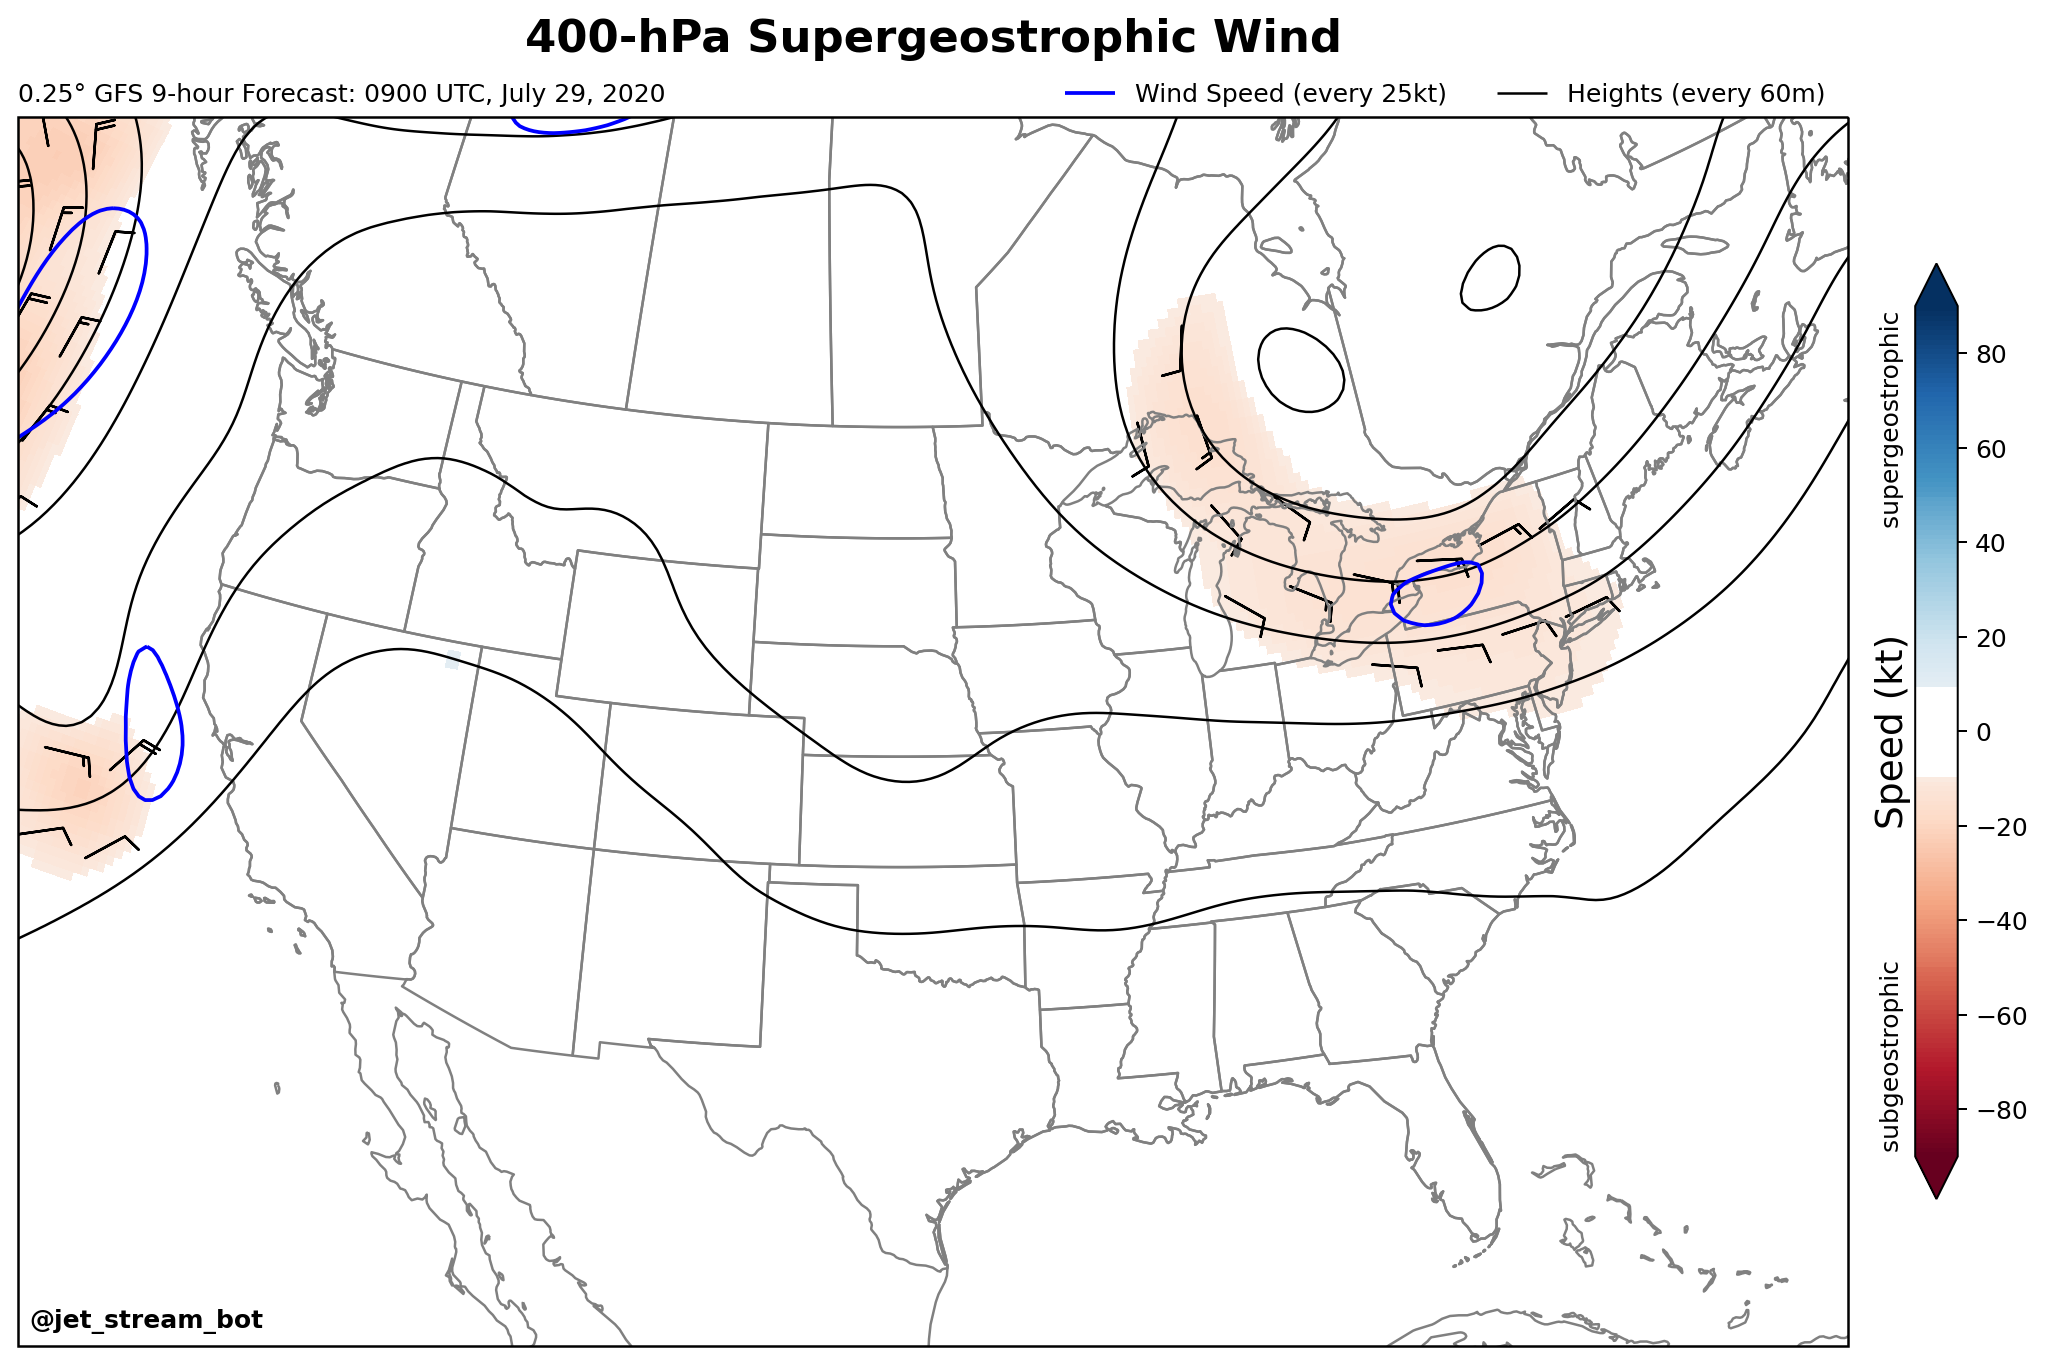 400-hPa Supergeostrophic Wind
0.25° GFS 9-hour Forecast: 0900 UTC, July 29, 2020
Wind Speed (every 25kt)
Heights (every 60m)
supergeostrophic
Speed (kt)
subgeostrophic
80
60
40
20
0
−20
−40
−60
−80
@jet_stream_bot